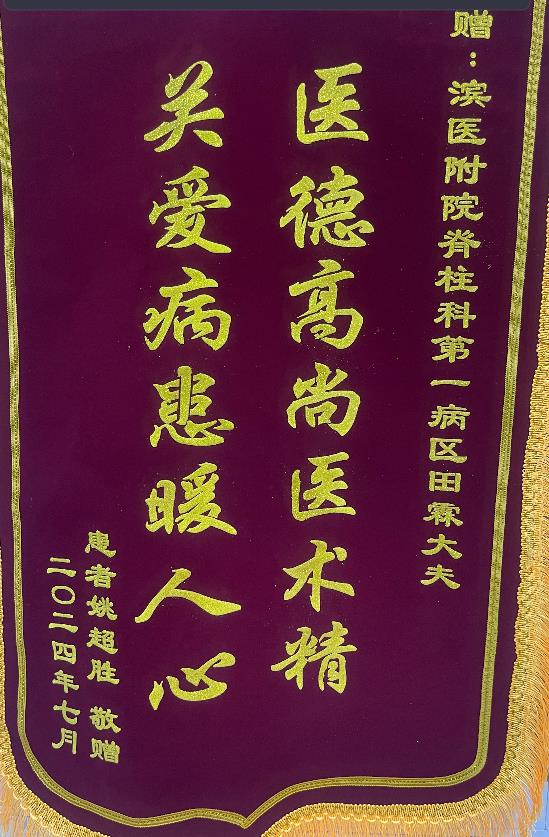 赠：滨医附院脊柱科第一病区田霖大夫
医德高尚医术精
关爱病患暖人心
患者姚超胜 敬赠
二〇二四年七月